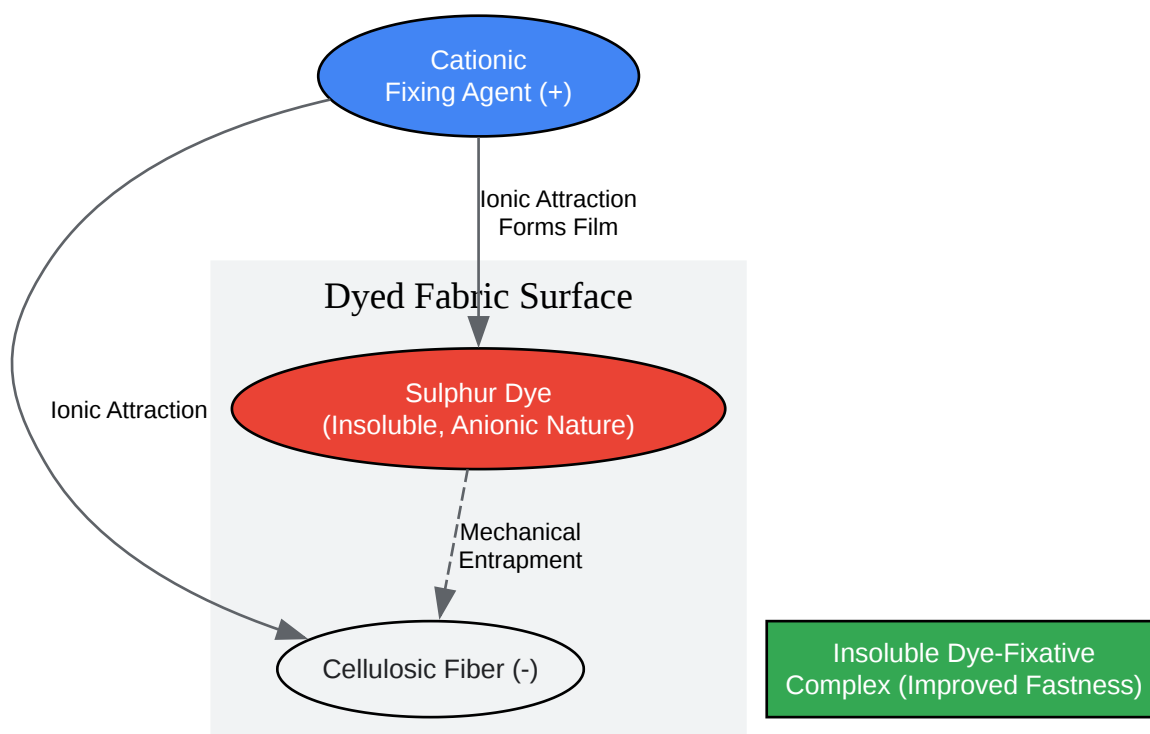 Cationic
Fixing Agent (+)
Ionic Attraction
Forms Film
Dyed Fabric Surface
Sulphur Dye
(Insoluble, Anionic Nature)
Ionic Attraction
Mechanical
Entrapment
Cellulosic Fiber (-)
Insoluble Dye-Fixative
Complex (Improved Fastness)